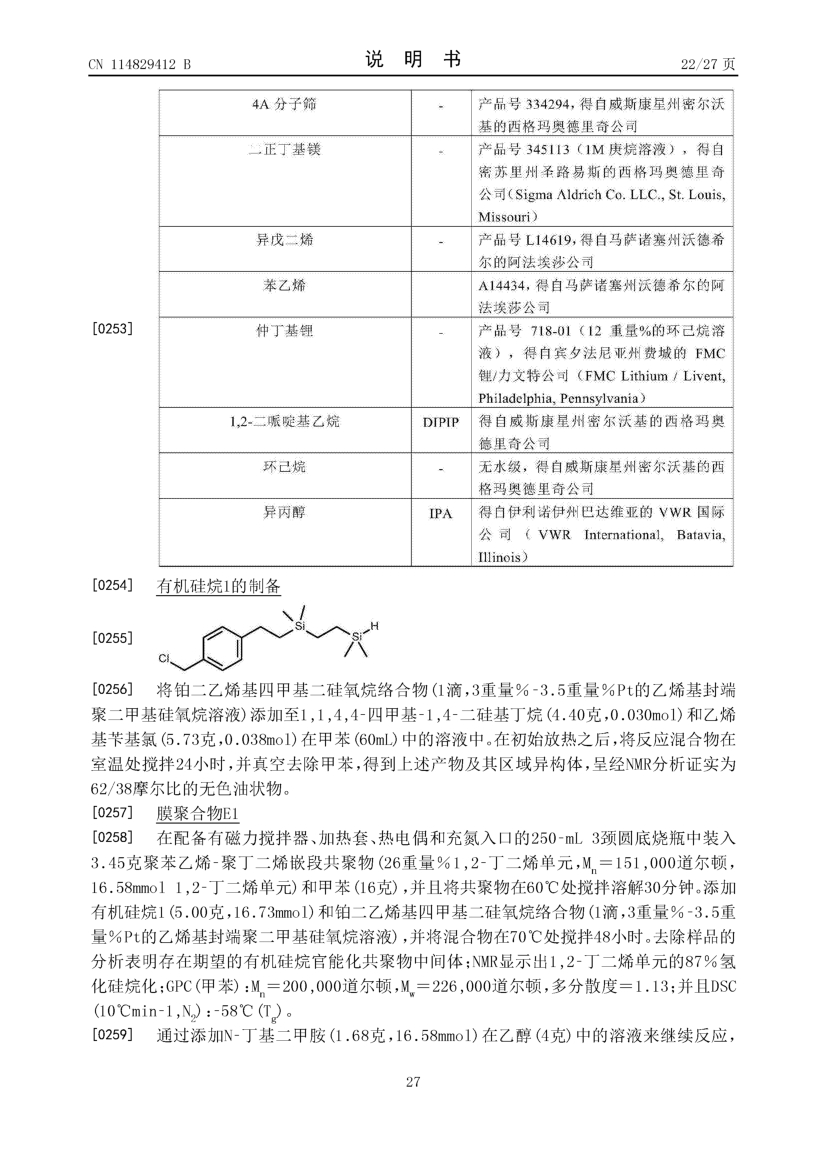 CN 114829412 B
说 明 书
22/27 页
4A 分子筛
-
产品号 334294，得自威斯康星州密尔沃
基的西格玛奥德里奇公司
二正丁基镁
-
产品号 345113（1M 庚烷溶液），得自
密苏里州圣路易斯的西格玛奥德里奇
公司(Sigma Aldrich Co. LLC., St. Louis,
Missouri）
异戊二烯
-
产品号 L14619，得自马萨诸塞州沃德希
尔的阿法埃莎公司
苯乙烯
A14434，得自马萨诸塞州沃德希尔的阿
法埃莎公司
[0253]
仲丁基锂
-
产品号 718-01（12 重量%的环己烷溶
液），得自宾夕法尼亚州费城的 FMC
锂/力文特公司（FMC Lithium / Livent,
Philadelphia, Pennsylvania）
1,2-二哌啶基乙烷
DIPIP
得自威斯康星州密尔沃基的西格玛奥
德里奇公司
环己烷
-
无水级，得自威斯康星州密尔沃基的西
格玛奥德里奇公司
异丙醇
IPA
得自伊利诺伊州巴达维亚的 VWR 国际
公司（VWR International, Batavia,
Illinois）
[0254] 有机硅烷1的制备
[0255]
Cl
Si
Si
H
[0256] 将铂二乙烯基四甲基二硅氧烷络合物(1滴,3重量%-3.5重量%Pt的乙烯基封端
聚二甲基硅氧烷溶液)添加至1,1,4,4-四甲基-1,4-二硅基丁烷(4.40克,0.030mol)和乙烯
基苄基氯(5.73克,0.038mol)在甲苯(60mL)中的溶液中。在初始放热之后,将反应混合物在
室温处搅拌24小时,并真空去除甲苯,得到上述产物及其区域异构体,呈经NMR分析证实为
62/38摩尔比的无色油状物。
[0257] 膜聚合物E1
[0258] 在配备有磁力搅拌器、加热套、热电偶和充氮入口的250-mL 3颈圆底烧瓶中装入
3.45克聚苯乙烯-聚丁二烯嵌段共聚物(26重量%1,2-丁二烯单元,Mn＝151,000道尔顿,
16.58mmol 1,2-丁二烯单元)和甲苯(16克),并且将共聚物在60℃处搅拌溶解30分钟。添加
有机硅烷1(5.00克,16.73mmol)和铂二乙烯基四甲基二硅氧烷络合物(1滴,3重量%-3.5重
量%Pt的乙烯基封端聚二甲基硅氧烷溶液),并将混合物在70℃处搅拌48小时。去除样品的
分析表明存在期望的有机硅烷官能化共聚物中间体;NMR显示出1,2-丁二烯单元的87%氢
化硅烷化;GPC(甲苯):Mn＝200,000道尔顿,Mw＝226,000道尔顿,多分散度＝1.13;并且DSC
(10℃min-1,N2):-58℃(Tg)。
[0259] 通过添加N-丁基二甲胺(1.68克,16.58mmol)在乙醇(4克)中的溶液来继续反应,
27